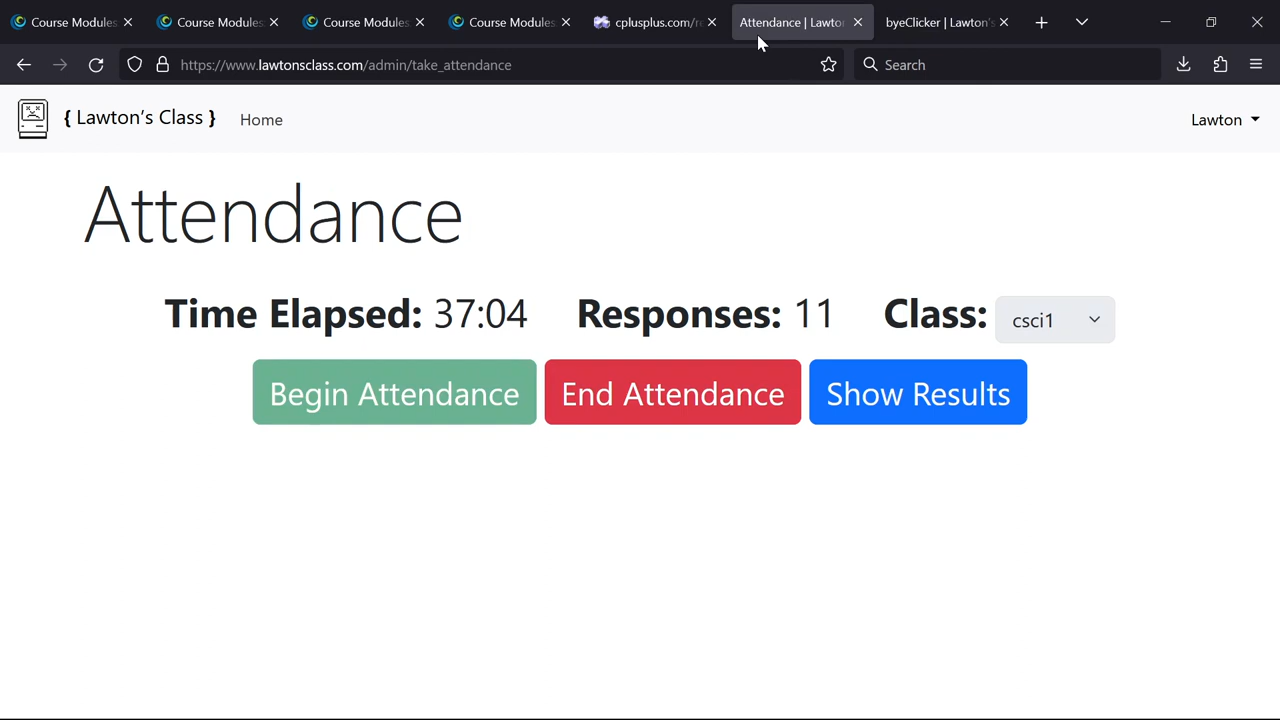 Course Modules
Course Modules:
Course Modules
Course Modules:
cplusplus.com/re
Attendance | Lawto
byeClicker | Lawton's
https://www.lawtonsclass.com/admin/take_attendance
Search
{ Lawton's Class }
Home
Lawton
Attendance
Time Elapsed: 37:04
Responses: 11
Class: csci1
Begin Attendance
End Attendance
Show Results